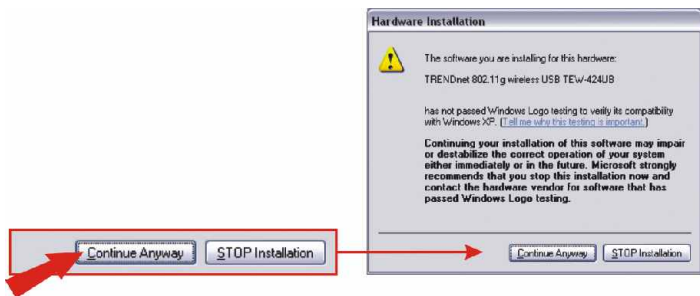 Hardware Installation
The software you are installing for this hardware:
TRENDnet 802.11g wireless USB TEW-424UB
has not passed Windows Logo testing to verify its compatibility
with Windows XP. (Tell me why this testing is important.)
Continuing your installation of this software may impair
or destabilize the correct operation of your system
either immediately or in the future. Microsoft strongly
recommends that you stop this installation now and
contact the hardware vendor for software that has
passed Windows Logo testing.
Continue Anyway STOP Installation
Continue Anyway STOP Installation